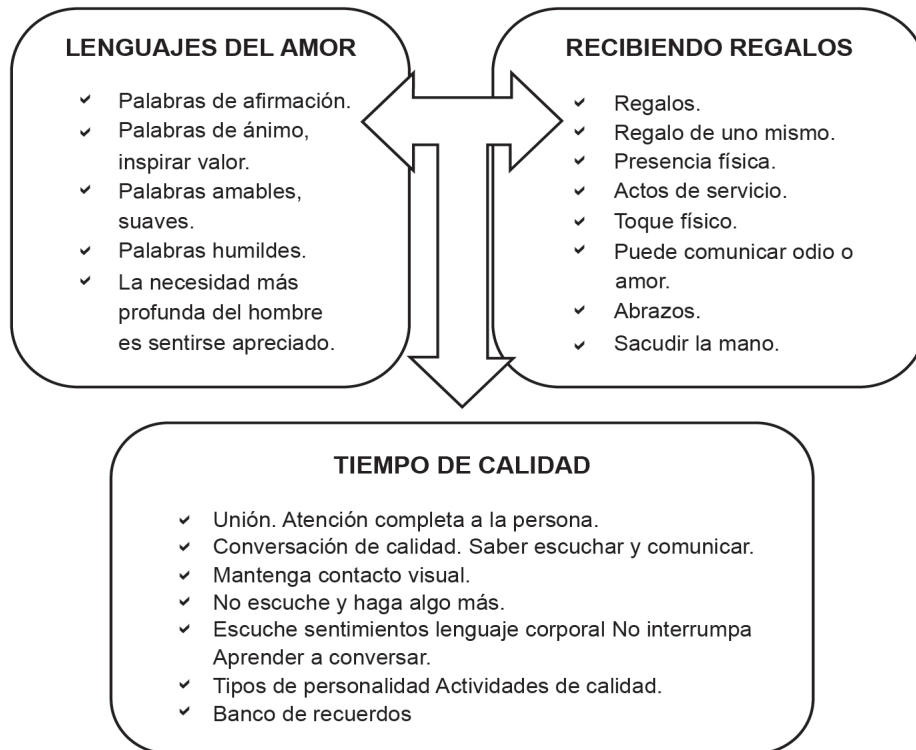 LENGUAJES DEL AMOR
Palabras de afirmación.
Palabras de ánimo,
inspirar valor.
Palabras amables,
suaves.
Palabras humildes.
La necesidad más
profunda del hombre
es sentirse apreciado.
RECIBIENDO REGALOS
Regalos.
Regalo de uno mismo.
Presencia física.
Actos de servicio.
Toque físico.
Puede comunicar odio o
amor.
Abrazos.
Sacudir la mano.
TIEMPO DE CALIDAD
Unión. Atención completa a la persona.
Conversación de calidad. Saber escuchar y comunicar.
Mantenga contacto visual.
No escuche y haga algo más.
Escuche sentimientos lenguaje corporal No interrumpa
Aprender a conversar.
Tipos de personalidad Actividades de calidad.
Banco de recuerdos